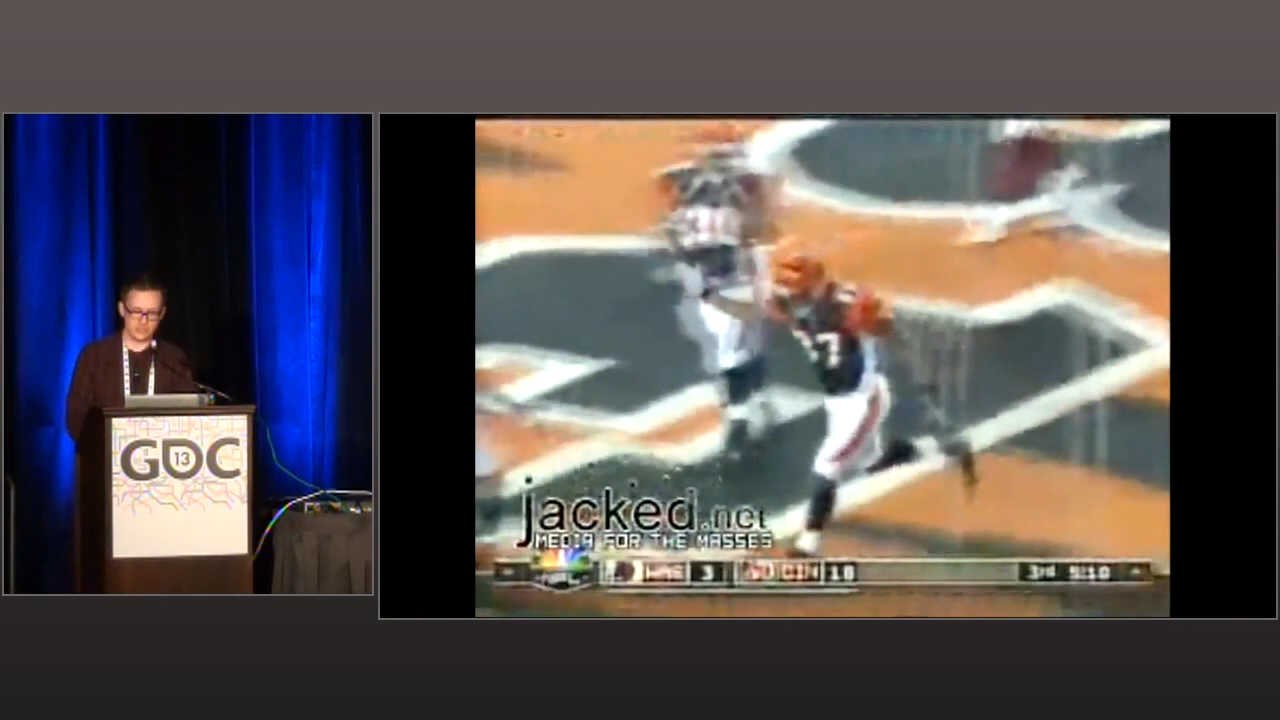 GDC
13
jacked.net
MEDIA FOR THE MASSES
WAS 3 CIN 18 3rd 5:10